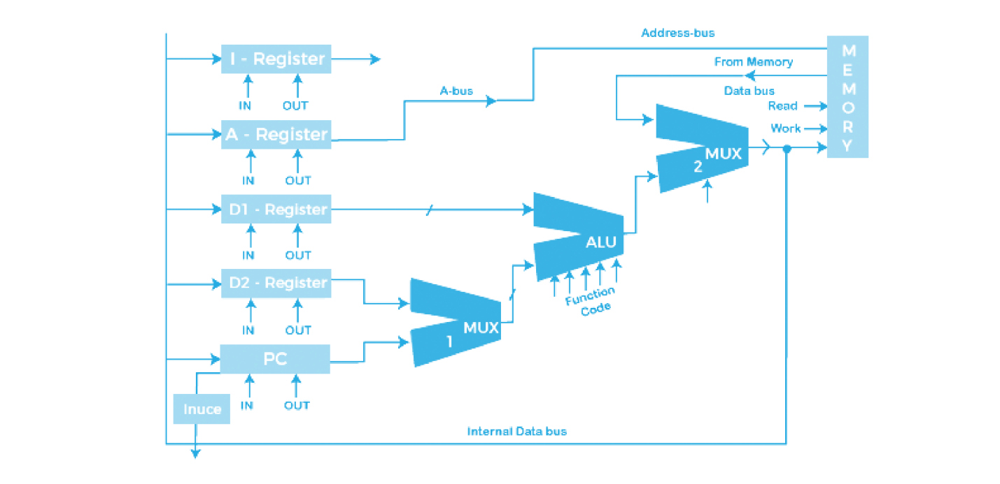 Address-bus
I - Register
From Memory
A-bus
Data bus
IN OUT
Read
A - Register
Work
MEMORY
MUX
2
IN OUT
D1 - Register
ALU
IN OUT
D2 - Register
Function
Code
MUX
1
IN OUT
PC
Inuce
IN OUT
Internal Data bus